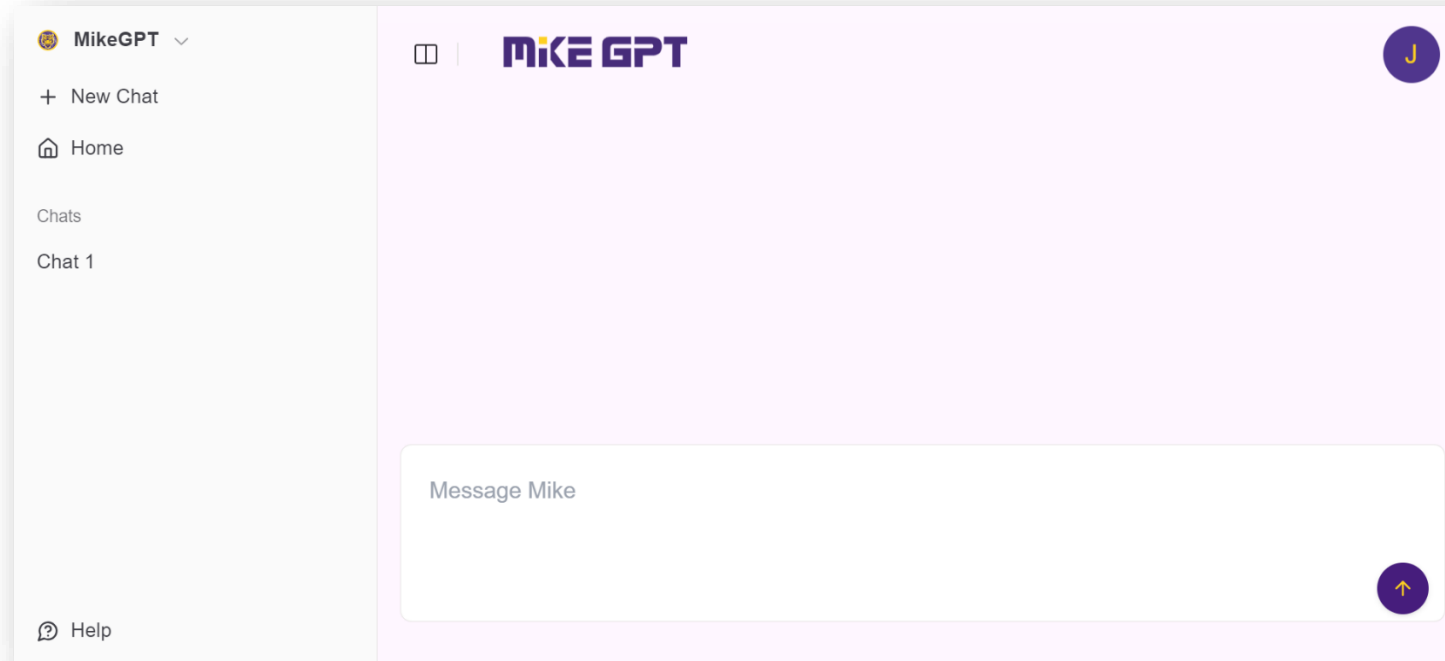 MikeGPT
New Chat
Home
Chats
Chat 1
Help
MIKE GPT
J
Message Mike